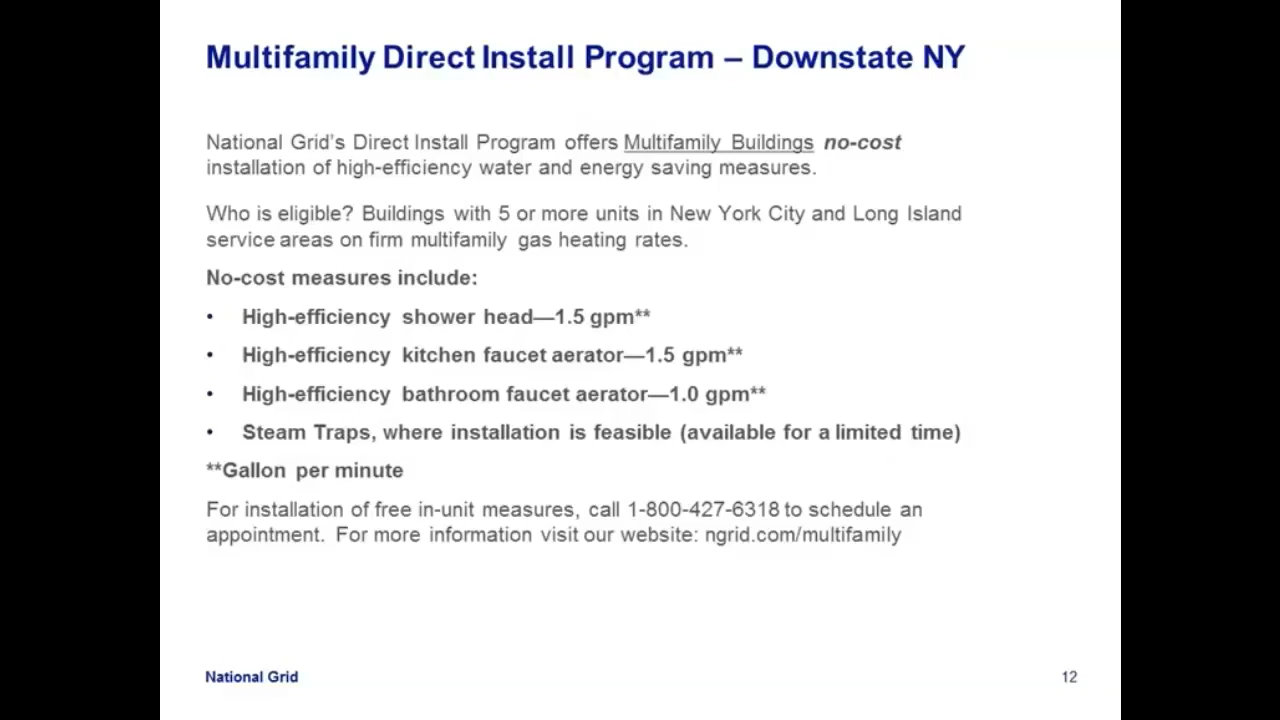 Multifamily Direct Install Program – Downstate NY
National Grid's Direct Install Program offers Multifamily Buildings no-cost
installation of high-efficiency water and energy saving measures.
Who is eligible? Buildings with 5 or more units in New York City and Long Island
service areas on firm multifamily gas heating rates.
No-cost measures include:
• High-efficiency shower head—1.5 gpm**
• High-efficiency kitchen faucet aerator—1.5 gpm**
• High-efficiency bathroom faucet aerator—1.0 gpm**
• Steam Traps, where installation is feasible (available for a limited time)
**Gallon per minute
For installation of free in-unit measures, call 1-800-427-6318 to schedule an
appointment. For more information visit our website: ngrid.com/multifamily
National Grid
12